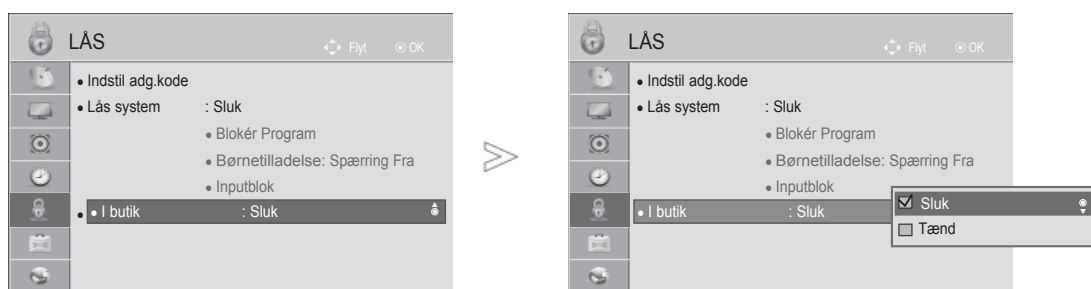 LÅS
Flyt
OK
• Indstil adg.kode
• Lås system : Sluk
• Blokér Program
• Børnetilladelse: Spærring Fra
• Inputblok
• • I butik : Sluk
LÅS
Flyt
OK
• Indstil adg.kode
• Lås system : Sluk
• Blokér Program
• Børnetilladelse: Spærring Fra
• Inputblok
• I butik : Sluk
Sluk
Tænd